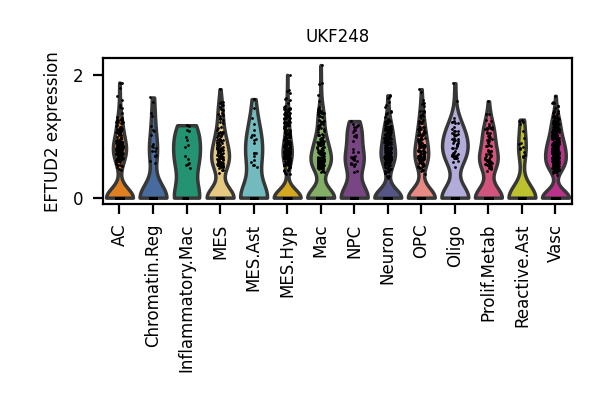 UKF248
EFTUD2 expression
2
0
AC
Chromatin.Reg
Inflammatory.Mac
MES
MES.Ast
MES.Hyp
Mac
NPC
Neuron
OPC
Oligo
Prolif.Metab
Reactive.Ast
Vasc